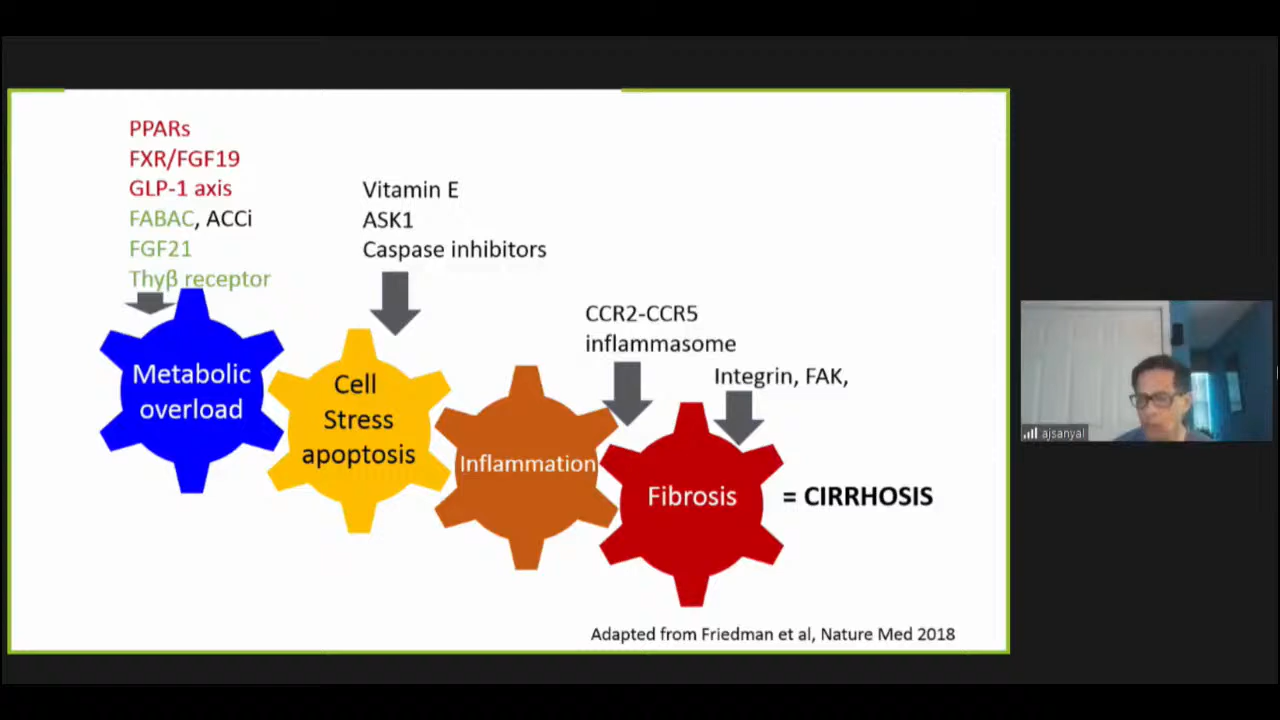 PPARs
FXR/FGF19
GLP-1 axis
FABAC, ACCi
FGF21
Thyβ receptor
Vitamin E
ASK1
Caspase inhibitors
CCR2-CCR5
inflammasome
Integrin, FAK,
Metabolic
overload
Cell
Stress
apoptosis
Inflammation
Fibrosis
= CIRRHOSIS
Adapted from Friedman et al, Nature Med 2018
ajsanyal